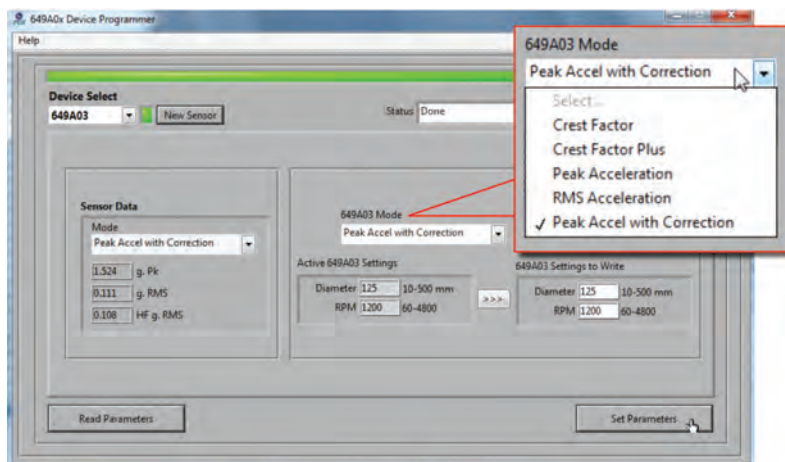 649A0x Device Programmer
Help
649A03 Mode
Peak Accel with Correction
Select...
Crest Factor
Crest Factor Plus
Peak Acceleration
RMS Acceleration
✓ Peak Accel with Correction
Device Select
649A03 New Sensor
Status Done
Sensor Data
Mode
Peak Accel with Correction
1.524 g. Pk
0.111 g. RMS
0.108 HF g. RMS
649A03 Mode
Peak Accel with Correction
Active 649A03 Settings
Diameter 125 10-500 mm
RPM 1200 60-4800
>>>
649A03 Settings to Write
Diameter 125 10-500 mm
RPM 1200 60-4800
Read Parameters
Set Parameters